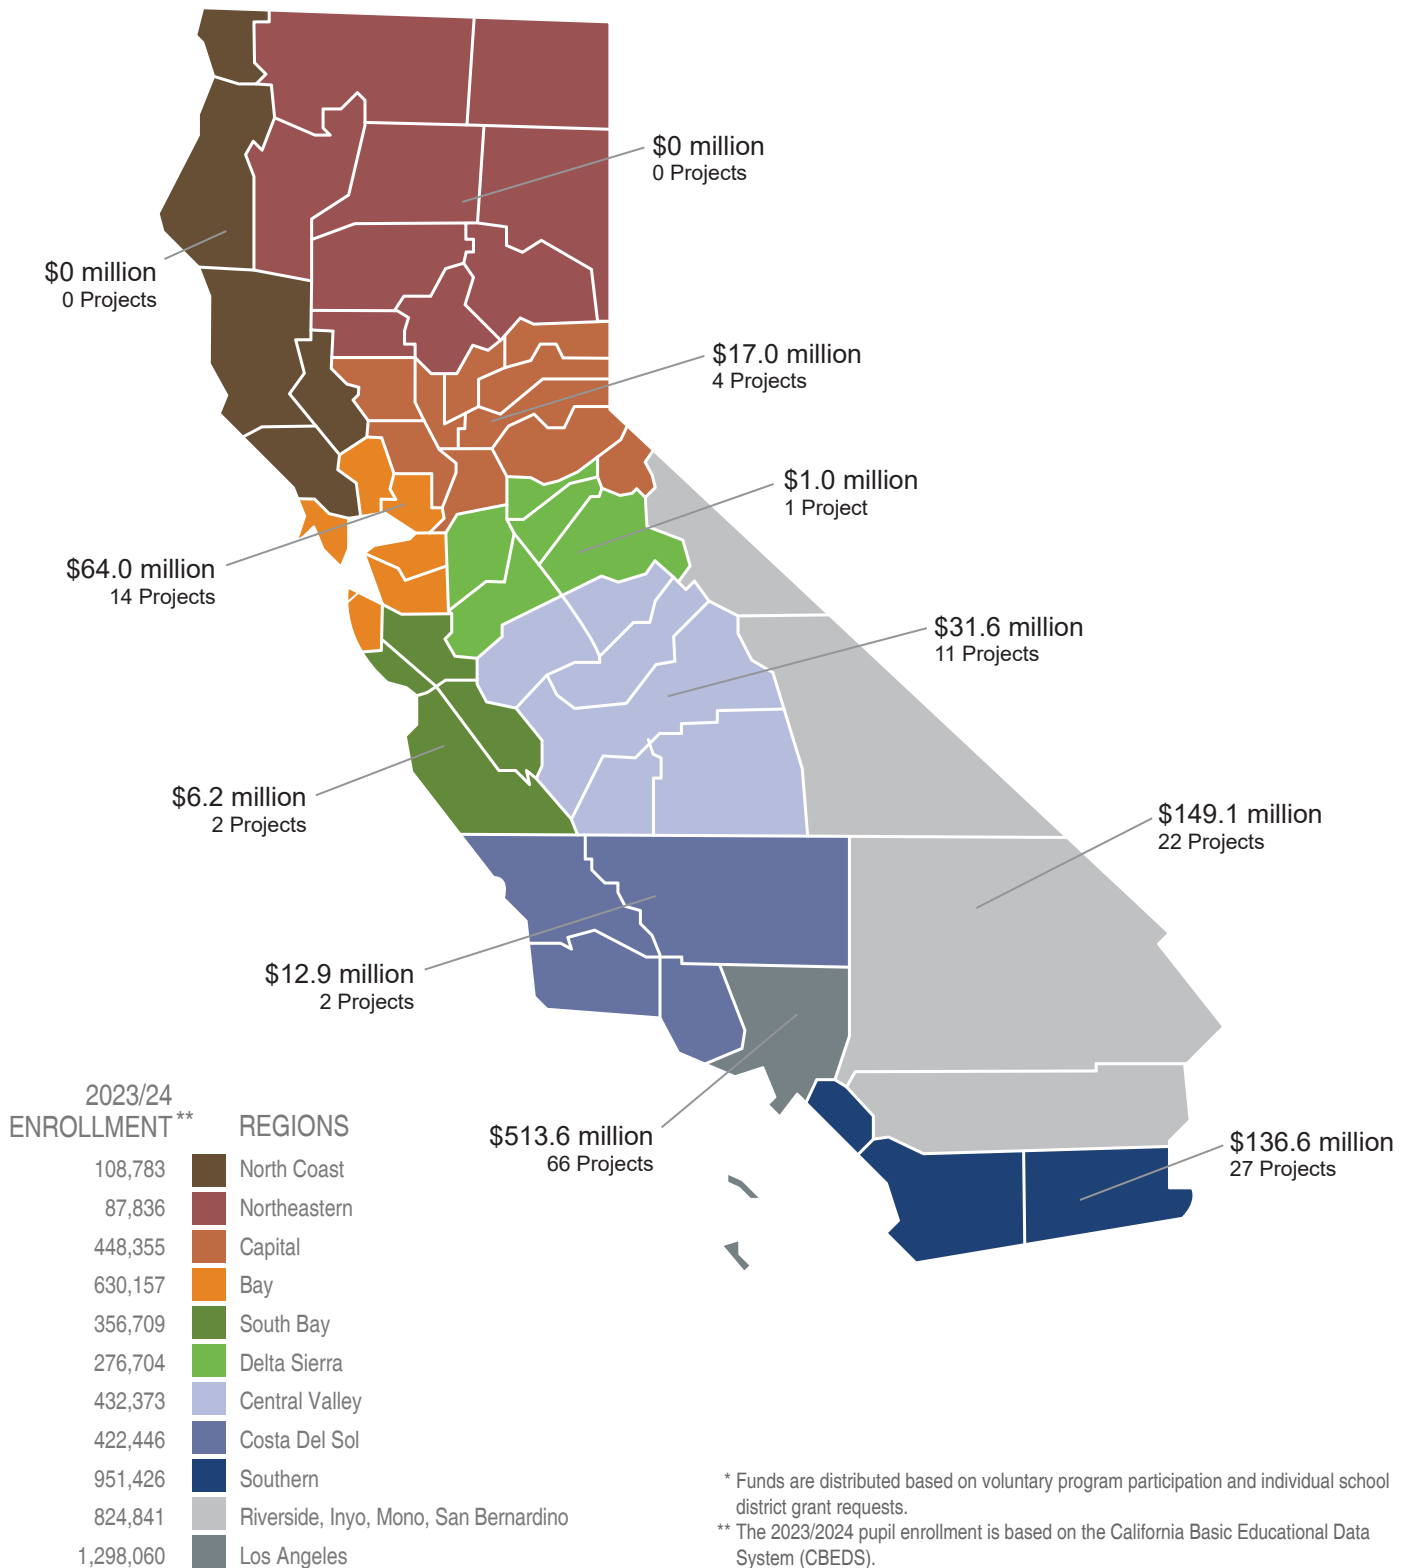 $0 million
0 Projects
$0 million
0 Projects
$17.0 million
4 Projects
$1.0 million
1 Project
$64.0 million
14 Projects
$31.6 million
11 Projects
$6.2 million
2 Projects
$149.1 million
22 Projects
$12.9 million
2 Projects
$513.6 million
66 Projects
$136.6 million
27 Projects
2023/24
ENROLLMENT** REGIONS
108,783 North Coast
87,836 Northeastern
448,355 Capital
630,157 Bay
356,709 South Bay
276,704 Delta Sierra
432,373 Central Valley
422,446 Costa Del Sol
951,426 Southern
824,841 Riverside, Inyo, Mono, San Bernardino
1,298,060 Los Angeles
* Funds are distributed based on voluntary program participation and individual school
district grant requests.
** The 2023/2024 pupil enrollment is based on the California Basic Educational Data
System (CBEDS).